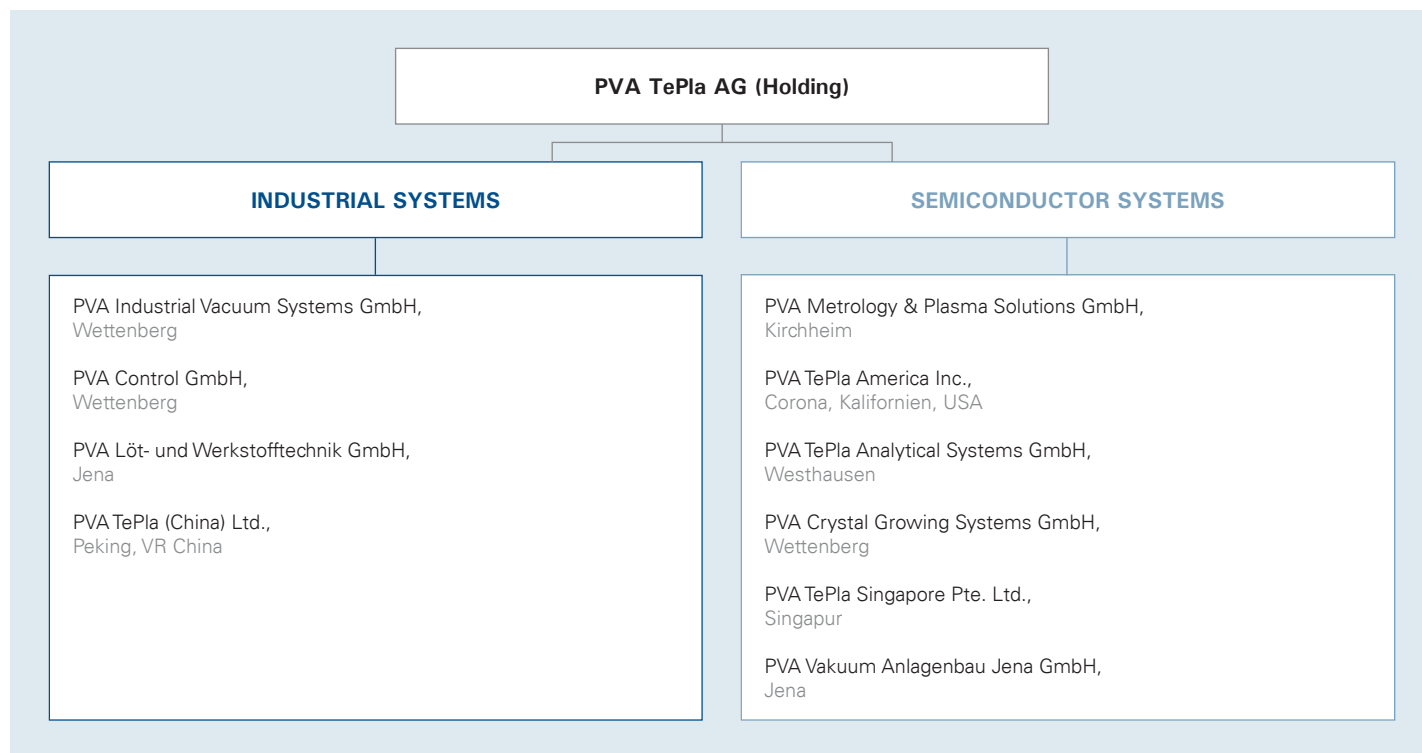 PVA TePla AG (Holding)
INDUSTRIAL SYSTEMS
PVA Industrial Vacuum Systems GmbH,
Wettenberg
PVA Control GmbH,
Wettenberg
PVA Löt- und Werkstofftechnik GmbH,
Jena
PVA TePla (China) Ltd.,
Peking, VR China
SEMICONDUCTOR SYSTEMS
PVA Metrology & Plasma Solutions GmbH,
Kirchheim
PVA TePla America Inc.,
Corona, Kalifornien, USA
PVA TePla Analytical Systems GmbH,
Westhausen
PVA Crystal Growing Systems GmbH,
Wettenberg
PVA TePla Singapore Pte. Ltd.,
Singapur
PVA Vakuum Anlagenbau Jena GmbH,
Jena